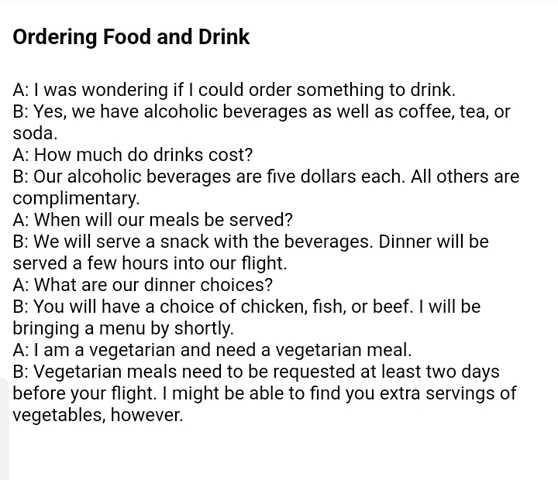 Ordering Food and Drink
A: I was wondering if I could order something to drink.
B: Yes, we have alcoholic beverages as well as coffee, tea, or
soda.
A: How much do drinks cost?
B: Our alcoholic beverages are five dollars each. All others are
complimentary.
A: When will our meals be served?
B: We will serve a snack with the beverages. Dinner will be
served a few hours into our flight.
A: What are our dinner choices?
B: You will have a choice of chicken, fish, or beef. I will be
bringing a menu by shortly.
A: I am a vegetarian and need a vegetarian meal.
B: Vegetarian meals need to be requested at least two days
before your flight. I might be able to find you extra servings of
vegetables, however.